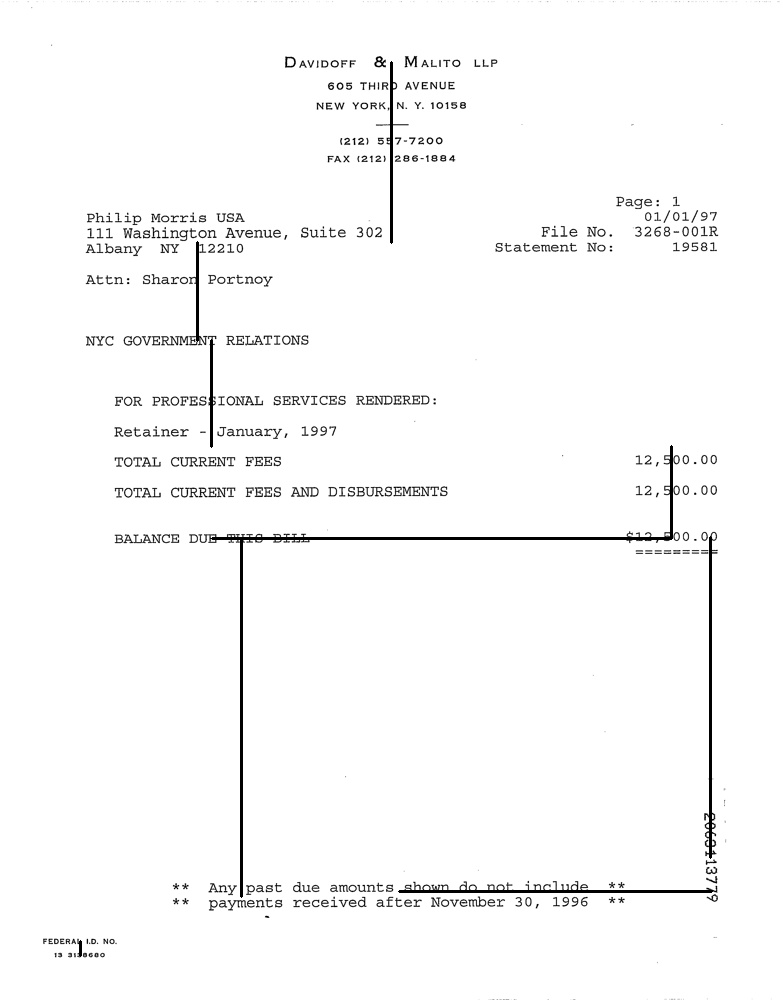 DAVIDOFF & MALITO LLP
605 THIRD AVENUE
NEW YORK, N. Y. 10158
(212) 557-7200
FAX (212) 286-1884
Page: 1
Philip Morris USA 01/01/97
111 Washington Avenue, Suite 302 File No. 3268-001R
Albany NY 12210 Statement No: 19581
Attn: Sharon Portnoy
NYC GOVERNMENT RELATIONS
FOR PROFESSIONAL SERVICES RENDERED:
Retainer - January, 1997
TOTAL CURRENT FEES 12,500.00
TOTAL CURRENT FEES AND DISBURSEMENTS 12,500.00
BALANCE DUE THIS BILL $12,500.00
=========
** Any past due amounts shown do not include **
** payments received after November 30, 1996 **
FEDERAL I.D. NO.